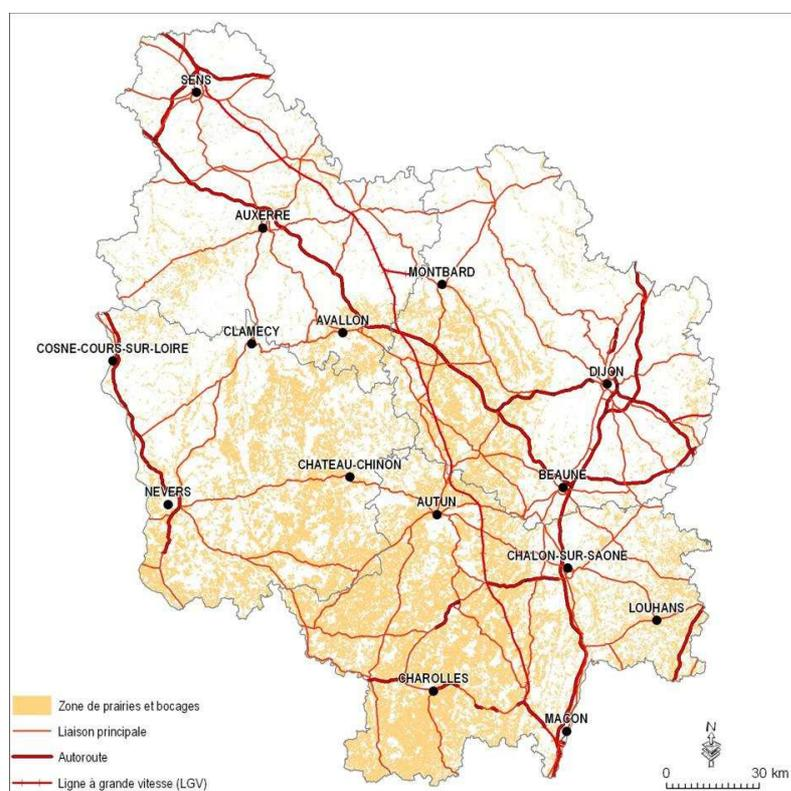 SENS
AUXERRE
MONTBARD
AVALLON
CLAMECY
COSNE-COURS-SUR-LOIRE
DIJON
CHATEAU-CHINON
BEAUNE
NEVERS
AUTUN
CHALON-SUR-SAONE
LOUHANS
CHAROLLES
MACON
Zone de prairies et bocages
Liaison principale
Autoroute
Ligne à grande vitesse (LGV)
N
0 30 km